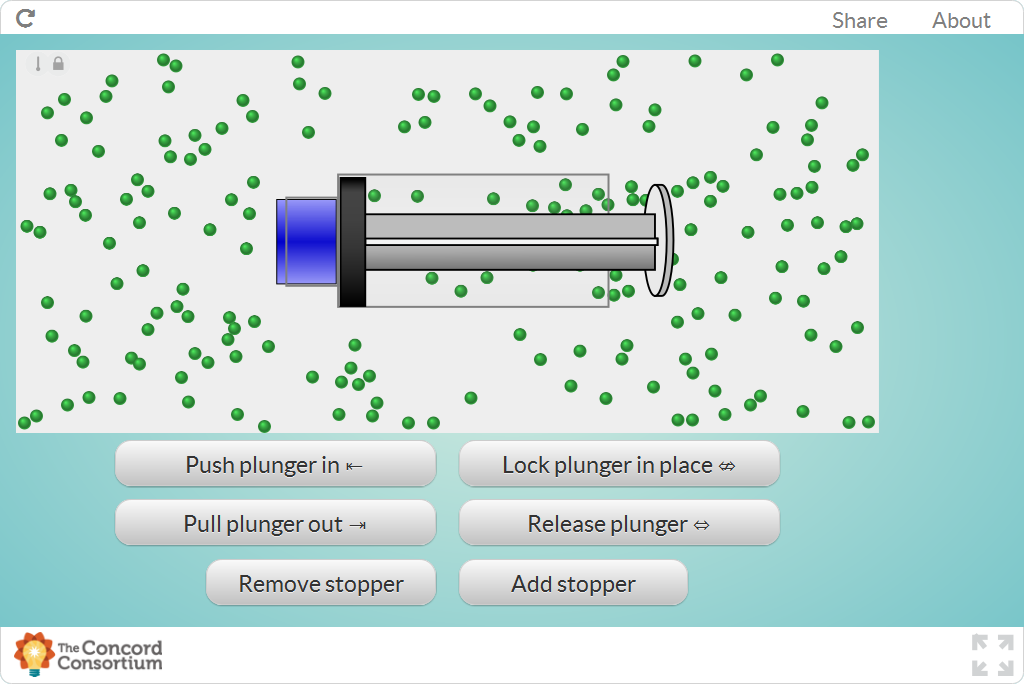 Share About
Push plunger in ⇤ Lock plunger in place ⇎
Pull plunger out ⇥ Release plunger ⇔
Remove stopper Add stopper
The Concord
Consortium